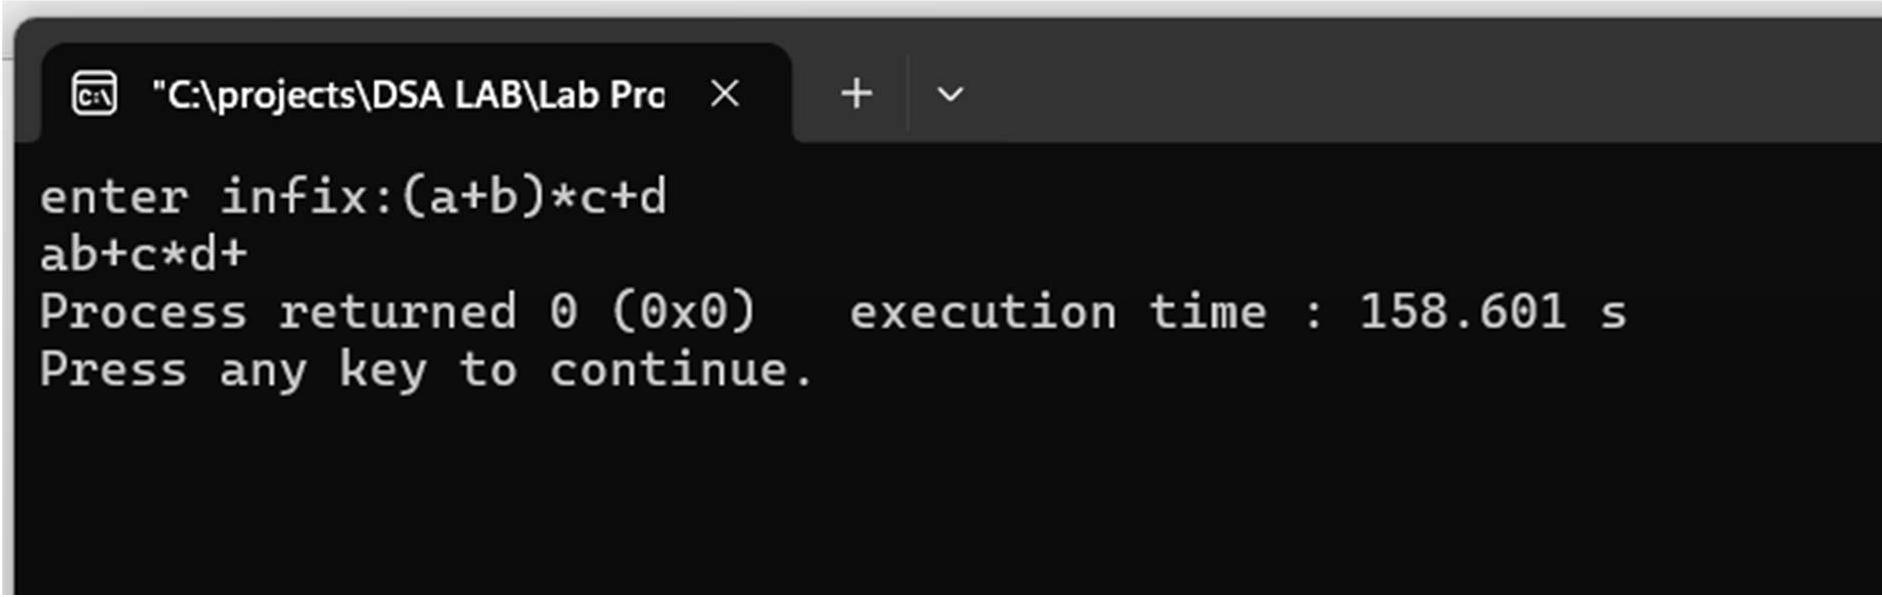 "C:\projects\DSA LAB\Lab Pro
enter infix:(a+b)*c+d
ab+c*d+
Process returned 0 (0x0)   execution time : 158.601 s
Press any key to continue.